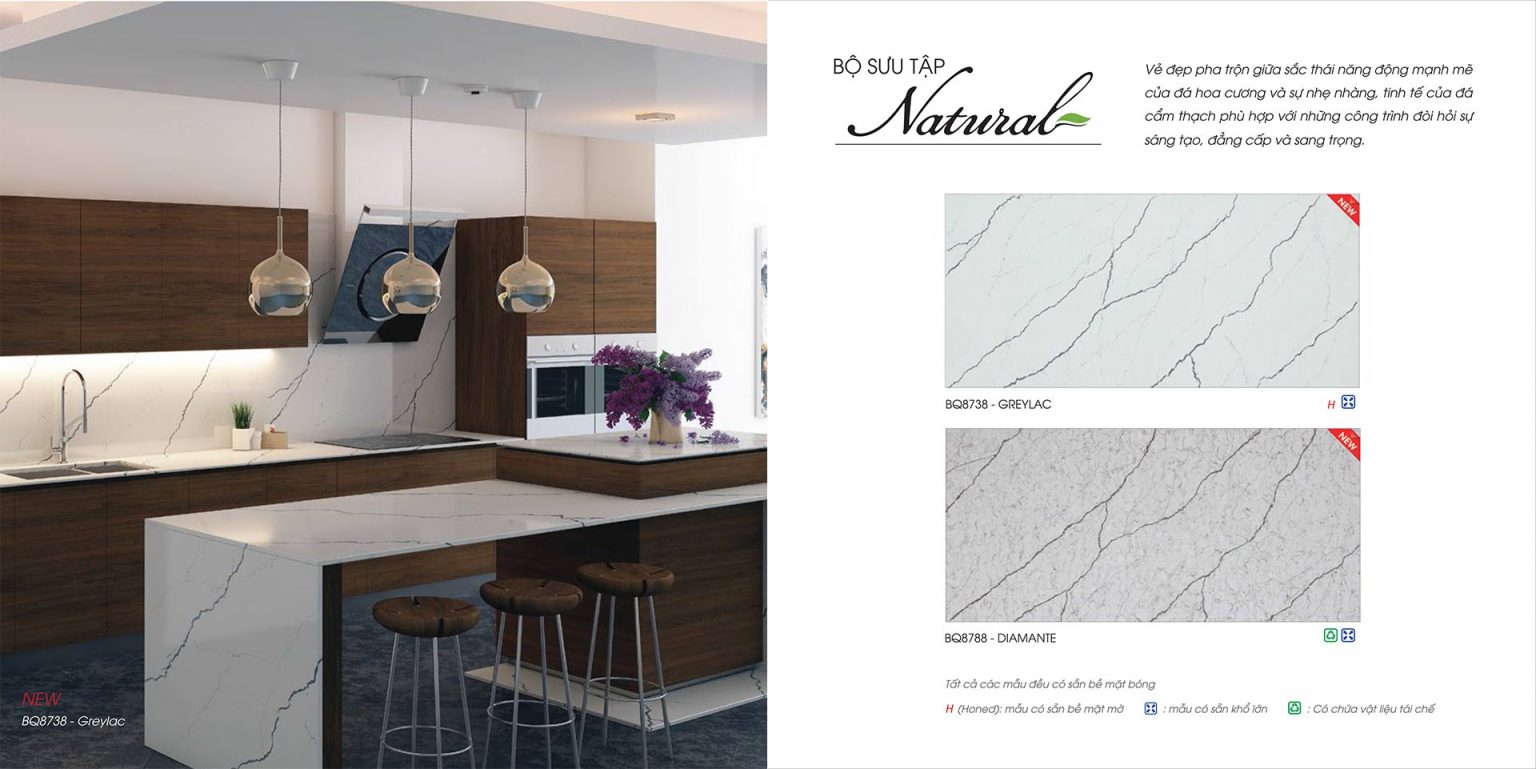 NEW
BQ8738 - Greylac
BỘ SƯU TẬP
Natural
Vẻ đẹp pha trộn giữa sắc thái năng động mạnh mẽ
của đá hoa cương và sự nhẹ nhàng, tinh tế của đá
cẩm thạch phù hợp với những công trình đòi hỏi sự
sáng tạo, đẳng cấp và sang trọng.
NEW
BQ8738 - GREYLAC
H
NEW
BQ8788 - DIAMANTE
Tất cả các mẫu đều có sẵn bề mặt bóng
H (Honed): mẫu có sẵn bề mặt mờ : mẫu có sẵn khổ lớn : Có chứa vật liệu tái chế